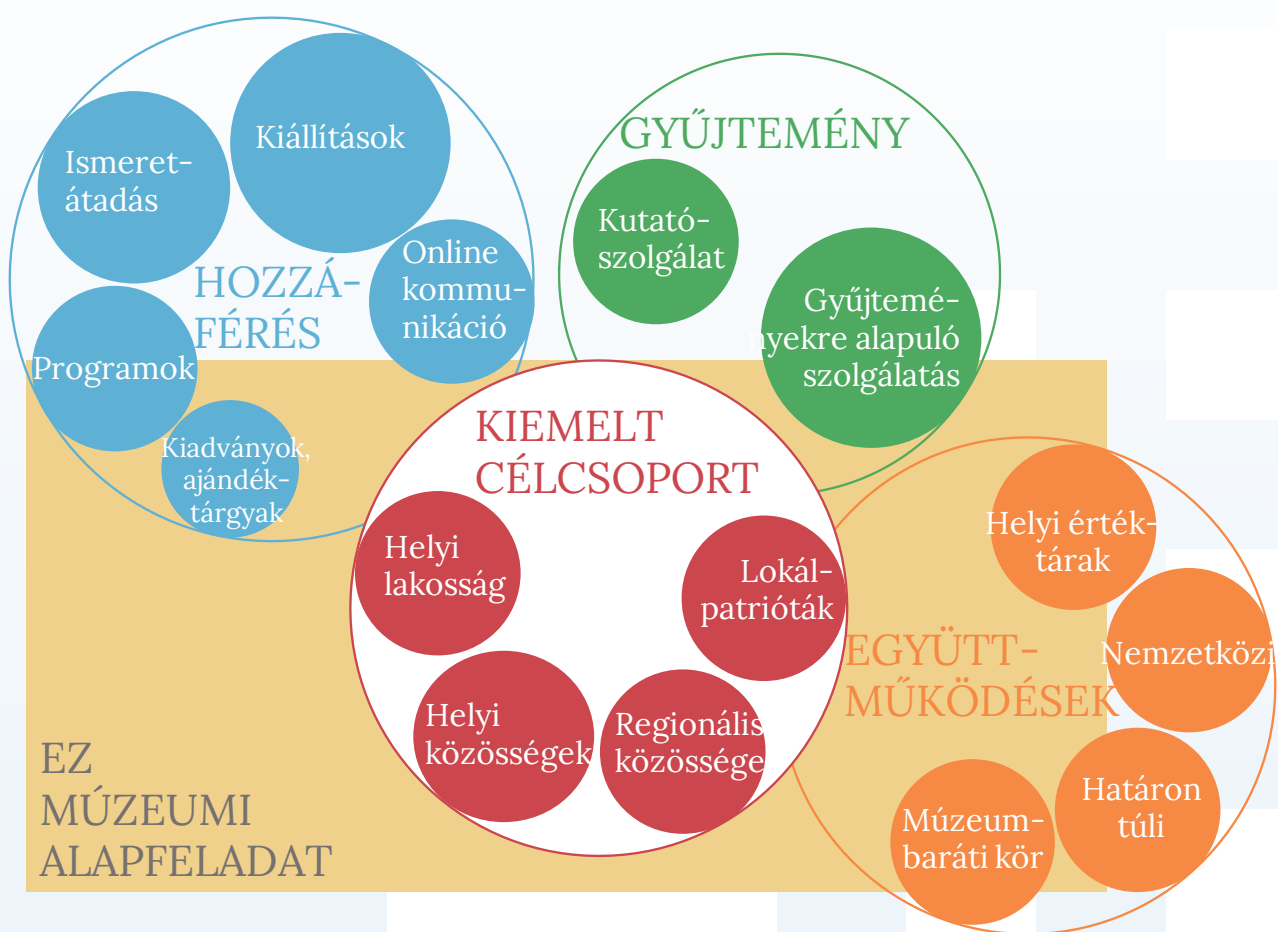 Kiállítások
Ismeret-
átadás
Online
kommu-
nikáció
HOZZÁ-
FÉRÉS
Programok
Kiadványok,
ajándék-
tárgyak
GYŰJTEMÉNY
Kutató-
szolgálat
Gyűjtemé-
nyekre alapuló
szolgálatás
KIEMELT
CÉLCSOPORT
Helyi
lakosság
Lokál-
patrióták
Helyi
közösségek
Regionális
közössége
EGYÜTT-
MŰKÖDÉSEK
Helyi érték-
tárak
Nemzetközi
Határon
túli
Múzeum-
baráti kör
EZ
MÚZEUMI
ALAPFELADAT